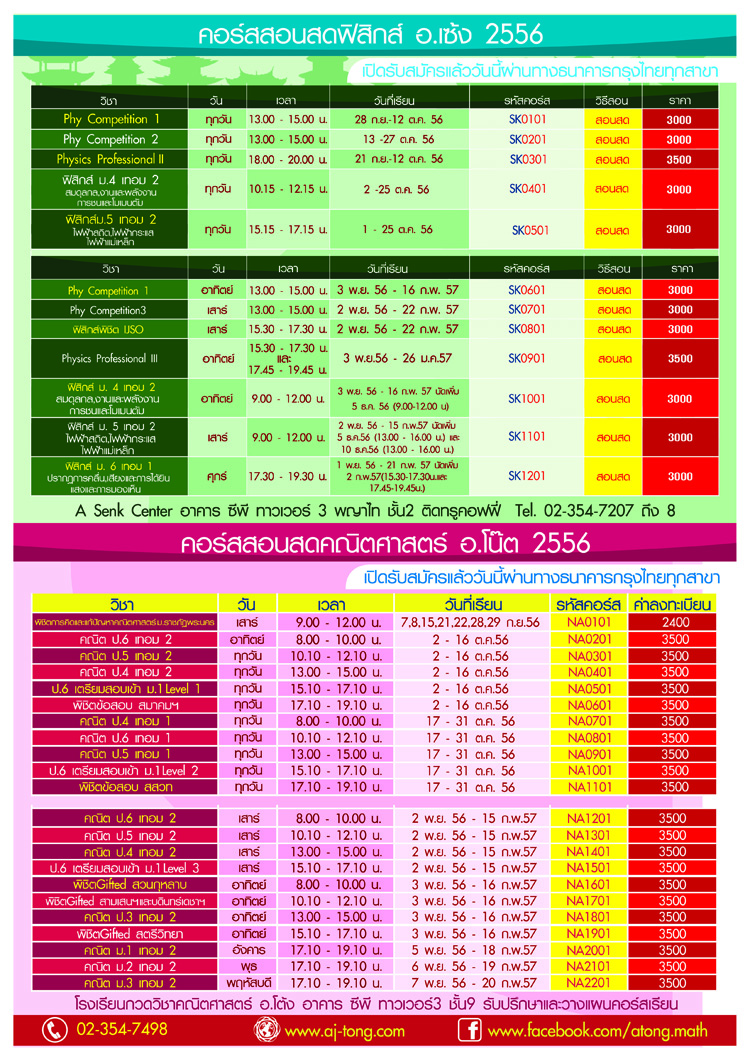 คอร์สสอนสดฟิสิกส์ อ.เซ้ง 2556
เปิดรับสมัครแล้ววันนี้ผ่านทางธนาคารกรุงไทยทุกสาขา
วิชา วัน เวลา วันที่เรียน รหัสคอร์ส วิธีสอน ราคา
Phy Competition 1 ทุกวัน 13.00 - 15.00 น. 28 ก.ย.-12 ต.ค. 56 SK0101 สอนสด 3000
Phy Competition 2 ทุกวัน 13.00 - 15.00 น. 13 -27 ต.ค. 56 SK0201 สอนสด 3000
Physics Professional II ทุกวัน 18.00 - 20.00 น. 21 ก.ย.-12 ต.ค. 56 SK0301 สอนสด 3500
ฟิสิกส์ ม.4 เทอม 2
สมดุลกล,งานและพลังงาน
การชนและโมเมนตัม
ทุกวัน 10.15 - 12.15 น. 2 -25 ต.ค. 56 SK0401 สอนสด 3000
ฟิสิกส์ม.5 เทอม 2
ไฟฟ้าสถิต,ไฟฟ้ากระแส
ไฟฟ้าแม่เหล็ก
ทุกวัน 15.15 - 17.15 น. 1 - 25 ต.ค. 56 SK0501 สอนสด 3000
วิชา วัน เวลา วันที่เรียน รหัสคอร์ส วิธีสอน ราคา
Phy Competition 1 อาทิตย์ 13.00 - 15.00 น. 3 พ.ย. 56 - 16 ก.พ. 57 SK0601 สอนสด 3000
Phy Competition3 เสาร์ 13.00 - 15.00 น. 2 พ.ย. 56 - 22 ก.พ. 57 SK0701 สอนสด 3000
ฟิสิกส์พิชิต IJSO เสาร์ 15.30 - 17.30 น. 2 พ.ย. 56 - 22 ก.พ. 57 SK0801 สอนสด 3000
Physics Professional III อาทิตย์
15.30 - 17.30 น.
และ
17.45 - 19.45 น.
3 พ.ย.56 - 26 ม.ค.57 SK0901 สอนสด 3500
ฟิสิกส์ ม. 4 เทอม 2
สมดุลกล,งานและพลังงาน
การชนและโมเมนตัม
อาทิตย์ 9.00 - 12.00 น.
3 พ.ย. 56 - 16 ก.พ. 57 นัดเพิ่ม
5 ธ.ค. 56 (9.00-12.00 น)
SK1001 สอนสด 3000
ฟิสิกส์ ม. 5 เทอม 2
ไฟฟ้าสถิต,ไฟฟ้ากระแส
ไฟฟ้าแม่เหล็ก
เสาร์ 9.00 - 12.00 น.
2 พ.ย. 56 - 15 ก.พ.57 นัดเพิ่ม
5 ธ.ค.56 (13.00 - 16.00 น.) และ
10 ธ.ค.56 (13.00 - 16.00 น.)
SK1101 สอนสด 3000
ฟิสิกส์ ม. 6 เทอม 1
ปรากฏการคลื่น,เสียงและการได้ยิน
แสงและการมองเห็น
ศุกร์ 17.30 - 19.30 น.
1 พ.ย. 56 - 21 ก.พ. 57 นัดเพิ่ม
2 ก.พ.57(15.30-17.30น.และ
17.45-19.45น.)
SK1201 สอนสด 3000
A Senk Center อาคาร ซีพี ทาวเวอร์ 3 พญาไท ชั้น2 ติดทรูคอฟฟี่ Tel. 02-354-7207 ถึง 8
คอร์สสอนสดคณิตศาสตร์ อ.โน๊ต 2556
เปิดรับสมัครแล้ววันนี้ผ่านทางธนาคารกรุงไทยทุกสาขา
วิชา วัน เวลา วันที่เรียน รหัสคอร์ส ค่าลงทะเบียน
พิชิตการคิดและแก้ปัญหาคณิตศาสตร์ม.ราชภัฏพระนคร เสาร์ 9.00 - 12.00 น. 7,8,15,21,22,28,29 ก.ย.56 NA0101 2400
คณิต ป.6 เทอม 2 อาทิตย์ 8.00 - 10.00 น. 2 - 16 ต.ค.56 NA0201 3500
คณิต ป.5 เทอม 2 ทุกวัน 10.10 - 12.10 น. 2 - 16 ต.ค.56 NA0301 3500
คณิต ป.4 เทอม 2 ทุกวัน 13.00 - 15.00 น. 2 - 16 ต.ค.56 NA0401 3500
ป.6 เตรียมสอบเข้า ม.1 Level 1 ทุกวัน 15.10 - 17.10 น. 2 - 16 ต.ค.56 NA0501 3500
พิชิตข้อสอบ สมาคมฯ ทุกวัน 17.10 - 19.10 น. 2 - 16 ต.ค.56 NA0601 3500
คณิต ป.4 เทอม 1 ทุกวัน 8.00 - 10.00 น. 17 - 31 ต.ค. 56 NA0701 3500
คณิต ป.6 เทอม 1 ทุกวัน 10.10 - 12.10 น. 17 - 31 ต.ค. 56 NA0801 3500
คณิต ป.5 เทอม 1 ทุกวัน 13.00 - 15.00 น. 17 - 31 ต.ค. 56 NA0901 3500
ป.6 เตรียมสอบเข้า ม.1 Level 2 ทุกวัน 15.10 - 17.10 น. 17 - 31 ต.ค. 56 NA1001 3500
พิชิตข้อสอบ สสวท ทุกวัน 17.10 - 19.10 น. 17 - 31 ต.ค. 56 NA1101 3500
คณิต ป.6 เทอม 2 เสาร์ 8.00 - 10.00 น. 2 พ.ย. 56 - 15 ก.พ.57 NA1201 3500
คณิต ป.5 เทอม 2 เสาร์ 10.10 - 12.10 น. 2 พ.ย. 56 - 15 ก.พ.57 NA1301 3500
คณิต ป.4 เทอม 2 เสาร์ 13.00 - 15.00 น. 2 พ.ย. 56 - 15 ก.พ.57 NA1401 3500
ป.6 เตรียมสอบเข้า ม.1 Level 3 เสาร์ 15.10 - 17.10 น. 2 พ.ย. 56 - 15 ก.พ.57 NA1501 3500
พิชิตGifted สวนกุหลาบ อาทิตย์ 8.00 - 10.00 น. 3 พ.ย. 56 - 16 ก.พ.57 NA1601 3500
พิชิตGifted สามเสนฯและบดินทร์เดชาฯ อาทิตย์ 10.10 - 12.10 น. 3 พ.ย. 56 - 16 ก.พ.57 NA1701 3500
คณิต ป.3 เทอม 2 อาทิตย์ 13.00 - 15.00 น. 3 พ.ย. 56 - 16 ก.พ.57 NA1801 3500
พิชิตGifted สตรีวิทยา อาทิตย์ 15.10 - 17.10 น. 3 พ.ย. 56 - 16 ก.พ.57 NA1901 3500
คณิต ม.1 เทอม 2 อังคาร 17.10 - 19.10 น. 5 พ.ย. 56 - 18 ก.พ.57 NA2001 3500
คณิต ม.2 เทอม 2 พุธ 17.10 - 19.10 น. 6 พ.ย. 56 - 19 ก.พ.57 NA2101 3500
คณิต ม.3 เทอม 2 พฤหัสบดี 17.10 - 19.10 น. 7 พ.ย. 56 - 20 ก.พ.57 NA2201 3500
โรงเรียนกวดวิชาคณิตศาสตร์ อ.โต้ง อาคาร ซีพี ทาวเวอร์3 ชั้น9 รับปรึกษาและวางแผนคอร์สเรียน
02-354-7498 www.aj-tong.com www.facebook.com/atong.math